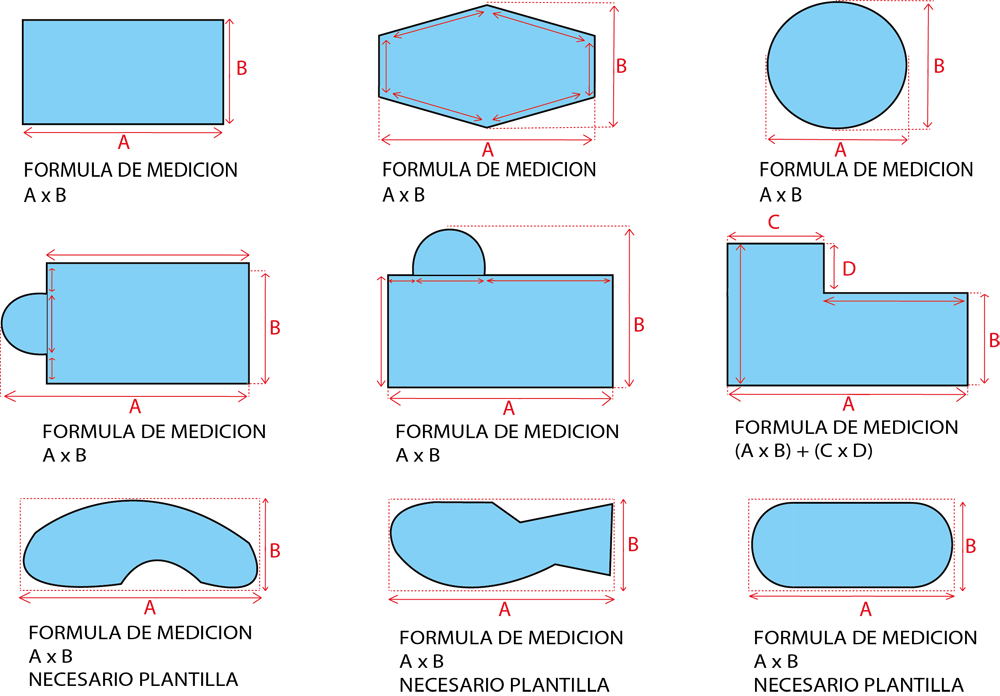 B
A
FORMULA DE MEDICION
A x B
B
A
FORMULA DE MEDICION
A x B
B
A
FORMULA DE MEDICION
A x B
B
A
FORMULA DE MEDICION
A x B
B
A
FORMULA DE MEDICION
A x B
C
D
B
A
FORMULA DE MEDICION
(A x B) + (C x D)
B
A
FORMULA DE MEDICION
A x B
NECESARIO PLANTILLA
B
A
FORMULA DE MEDICION
A x B
NECESARIO PLANTILLA
B
A
FORMULA DE MEDICION
A x B
NECESARIO PLANTILLA